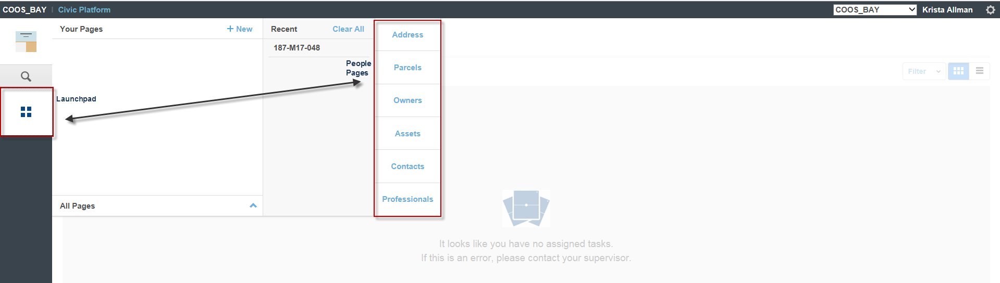 COOS_BAY | Civic Platform
COOS_BAY
Krista Allman
Your Pages
+ New
Recent
Clear All
187-M17-048
People
Pages
Launchpad
Address
Parcels
Owners
Assets
Contacts
Professionals
Filter
All Pages
It looks like you have no assigned tasks.
If this is an error, please contact your supervisor.